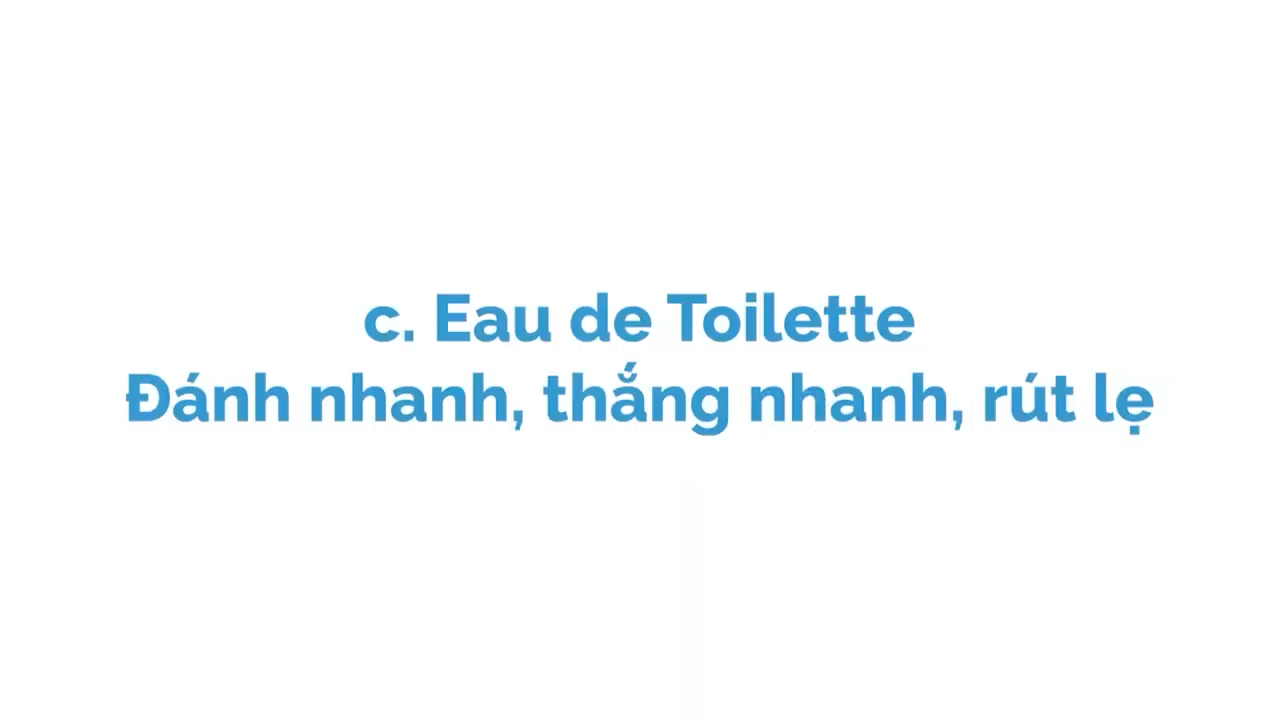 c. Eau de Toilette
Đánh nhanh, thắng nhanh, rút lẹ